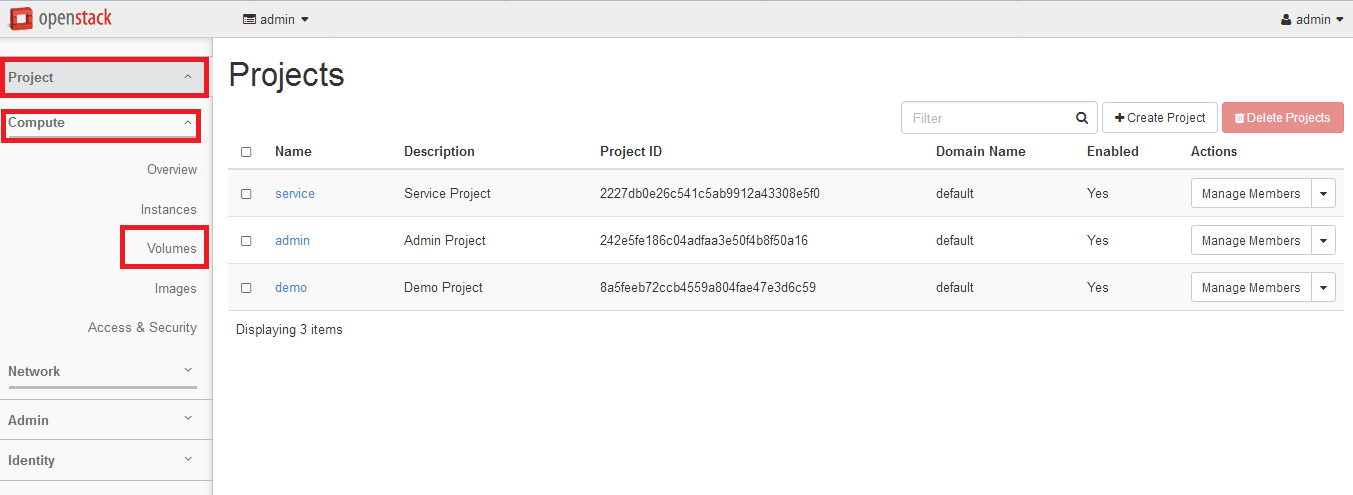 openstack admin admin
Project
Compute
Overview
Instances
Volumes
Images
Access & Security
Network
Admin
Identity
Projects
Filter Create Project Delete Projects
Name Description Project ID Domain Name Enabled Actions
service Service Project 2227db0e26c541c5ab9912a43308e5f0 default Yes Manage Members
admin Admin Project 242e5fe186c04adfaa3e50f4b8f50a16 default Yes Manage Members
demo Demo Project 8a5feeb72ccb4559a804fae47e3d6c59 default Yes Manage Members
Displaying 3 items